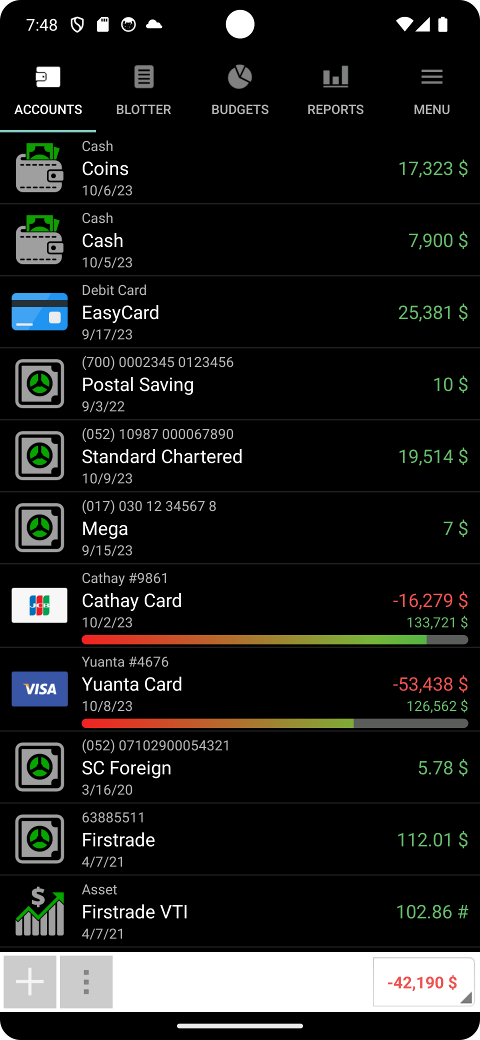 7:48
ACCOUNTS
BLOTTER
BUDGETS
REPORTS
MENU
Cash
Coins
17,323 $
10/6/23
Cash
Cash
7,900 $
10/5/23
Debit Card
EasyCard
25,381 $
9/17/23
(700) 0002345 0123456
Postal Saving
10 $
9/3/22
(052) 10987 000067890
Standard Chartered
19,514 $
10/9/23
(017) 030 12 34567 8
Mega
7 $
9/15/23
Cathay #9861
JCB
Cathay Card
-16,279 $
10/2/23
133,721 $
Yuanta #4676
VISA
Yuanta Card
-53,438 $
10/8/23
126,562 $
(052) 07102900054321
SC Foreign
5.78 $
3/16/20
63885511
Firstrade
112.01 $
4/7/21
Asset
$
Firstrade VTI
102.86 #
4/7/21
-42,190 $